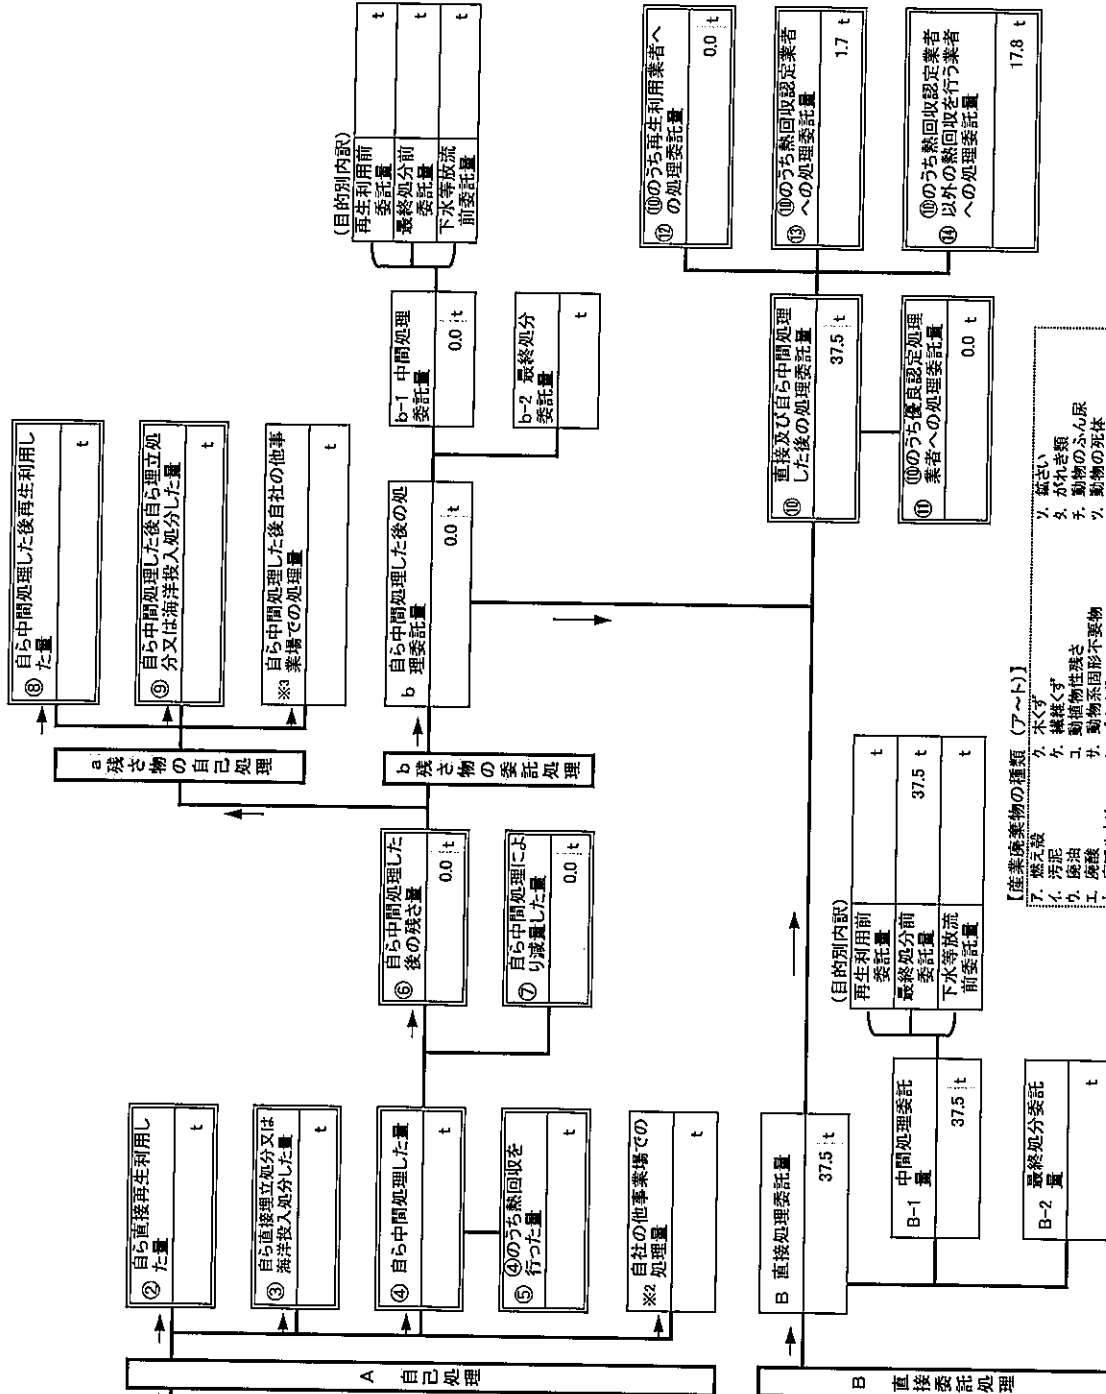 A 自己処理
② 自ら直接再生利用し
た量
t
③ 自ら直接埋立処分又は
海洋投入処分した量
t
④ 自ら中間処理した量
t
⑤ ④のうち熱回収を
行った量
t
※2 自社の他事業場での
処理量
t
⑥ 自ら中間処理した
後の残さ量
0.0 t
⑦ 自ら中間処理によ
り減量した量
0.0 t
a 残さ物の自己処理
⑧ 自ら中間処理した後再生利用し
た量
t
⑨ 自ら中間処理した後自ら埋立処
分又は海洋投入処分した量
t
※3 自ら中間処理した後自社の他事
業場での処理量
t
b 残さ物の委託処理
b 自ら中間処理した後の処
理委託量
0.0 t
b-1 中間処理
委託量
0.0 t
b-2 最終処分
委託量
t
(目的別内訳)
再生利用前
委託量
t
最終処分前
委託量
t
下水等放流
前委託量
t
B 直接委託処理
B 直接処理委託量
37.5 t
B-1 中間処理委託
量
37.5 t
B-2 最終処分委託
量
t
(目的別内訳)
再生利用前
委託量
t
最終処分前
委託量
37.5 t
下水等放流
前委託量
t
⑩ 直接及び自ら中間処理
した後の処理委託量
37.5 t
⑪ ⑩のうち優良認定処理
業者への処理委託量
0.0 t
⑫ ⑩のうち再生利用業者へ
の処理委託量
0.0 t
⑬ ⑩のうち熱回収認定業者
への処理委託量
1.7 t
⑭ ⑩のうち熱回収認定業者
以外の熱回収を行う業者
への処理委託量
17.8 t
【産業廃棄物の種類 (ア～ト)】
ア. 燃え殻
イ. 汚泥
ウ. 廃油
エ. 廃酸
ク. 木くず
ケ. 繊維くず
コ. 動植物性残さ
サ. 動物系固形不要物
ソ. 鉱さい
タ. がれき類
チ. 動物のふん尿
ツ. 動物の死体